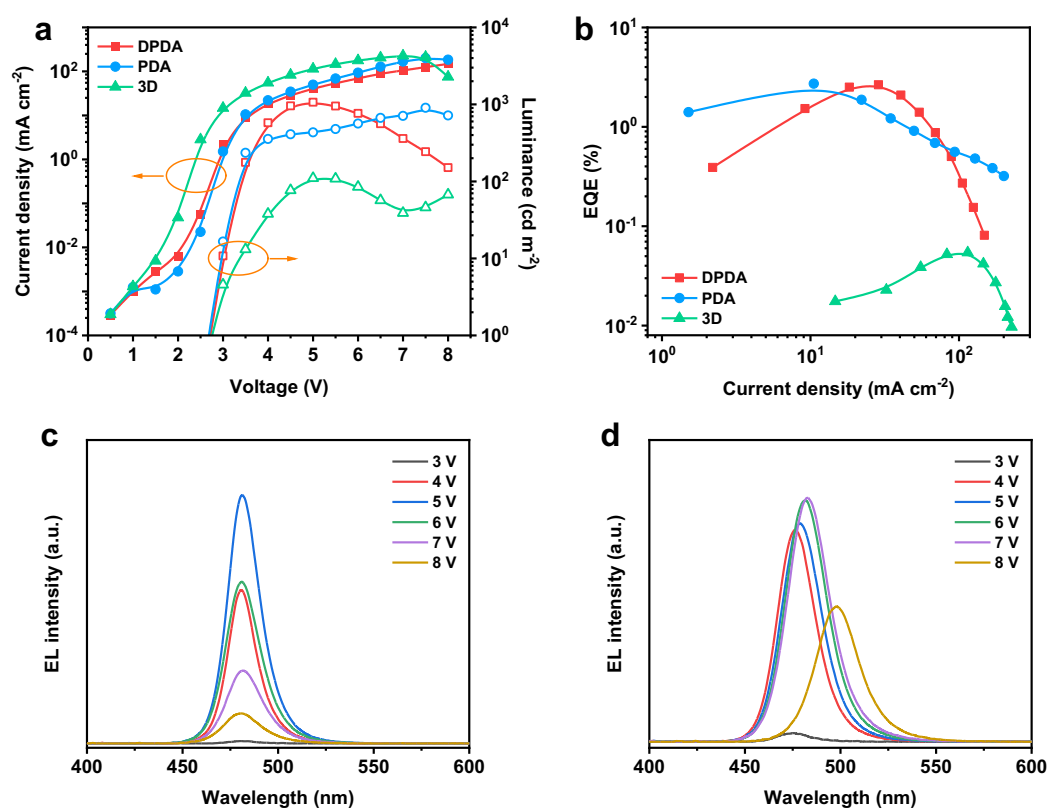 a
DPDA
PDA
3D
10²
10⁰
10⁻²
10⁻⁴
Current density (mA cm⁻²)
10⁴
10³
10²
10¹
10⁰
Luminance (cd m⁻²)
0 1 2 3 4 5 6 7 8
Voltage (V)
b
10¹
10⁰
10⁻¹
10⁻²
EQE (%)
DPDA
PDA
3D
10⁰ 10¹ 10²
Current density (mA cm⁻²)
c
EL intensity (a.u.)
3 V
4 V
5 V
6 V
7 V
8 V
400 450 500 550 600
Wavelength (nm)
d
EL intensity (a.u.)
3 V
4 V
5 V
6 V
7 V
8 V
400 450 500 550 600
Wavelength (nm)